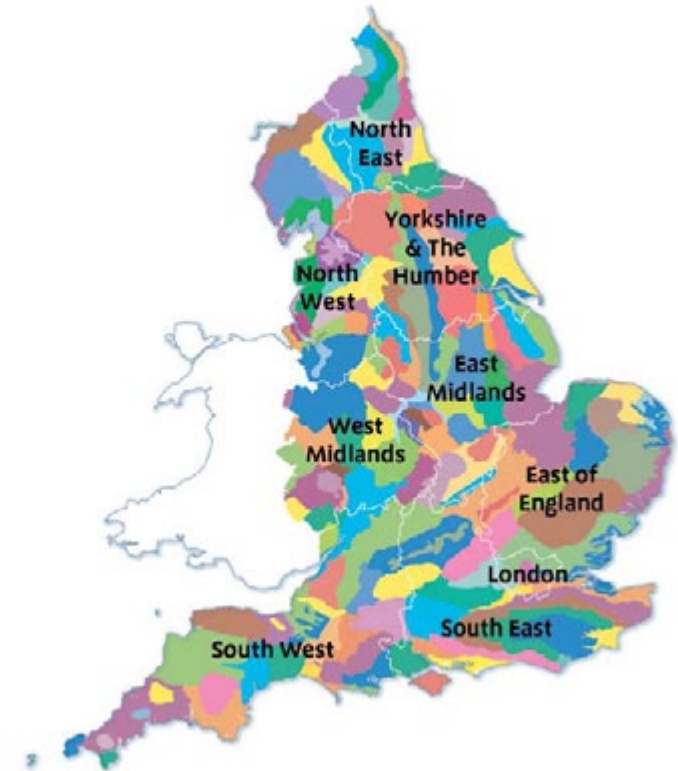 North
East
Yorkshire
& The
Humber
North
West
East
Midlands
West
Midlands
East of
England
London
South East
South West